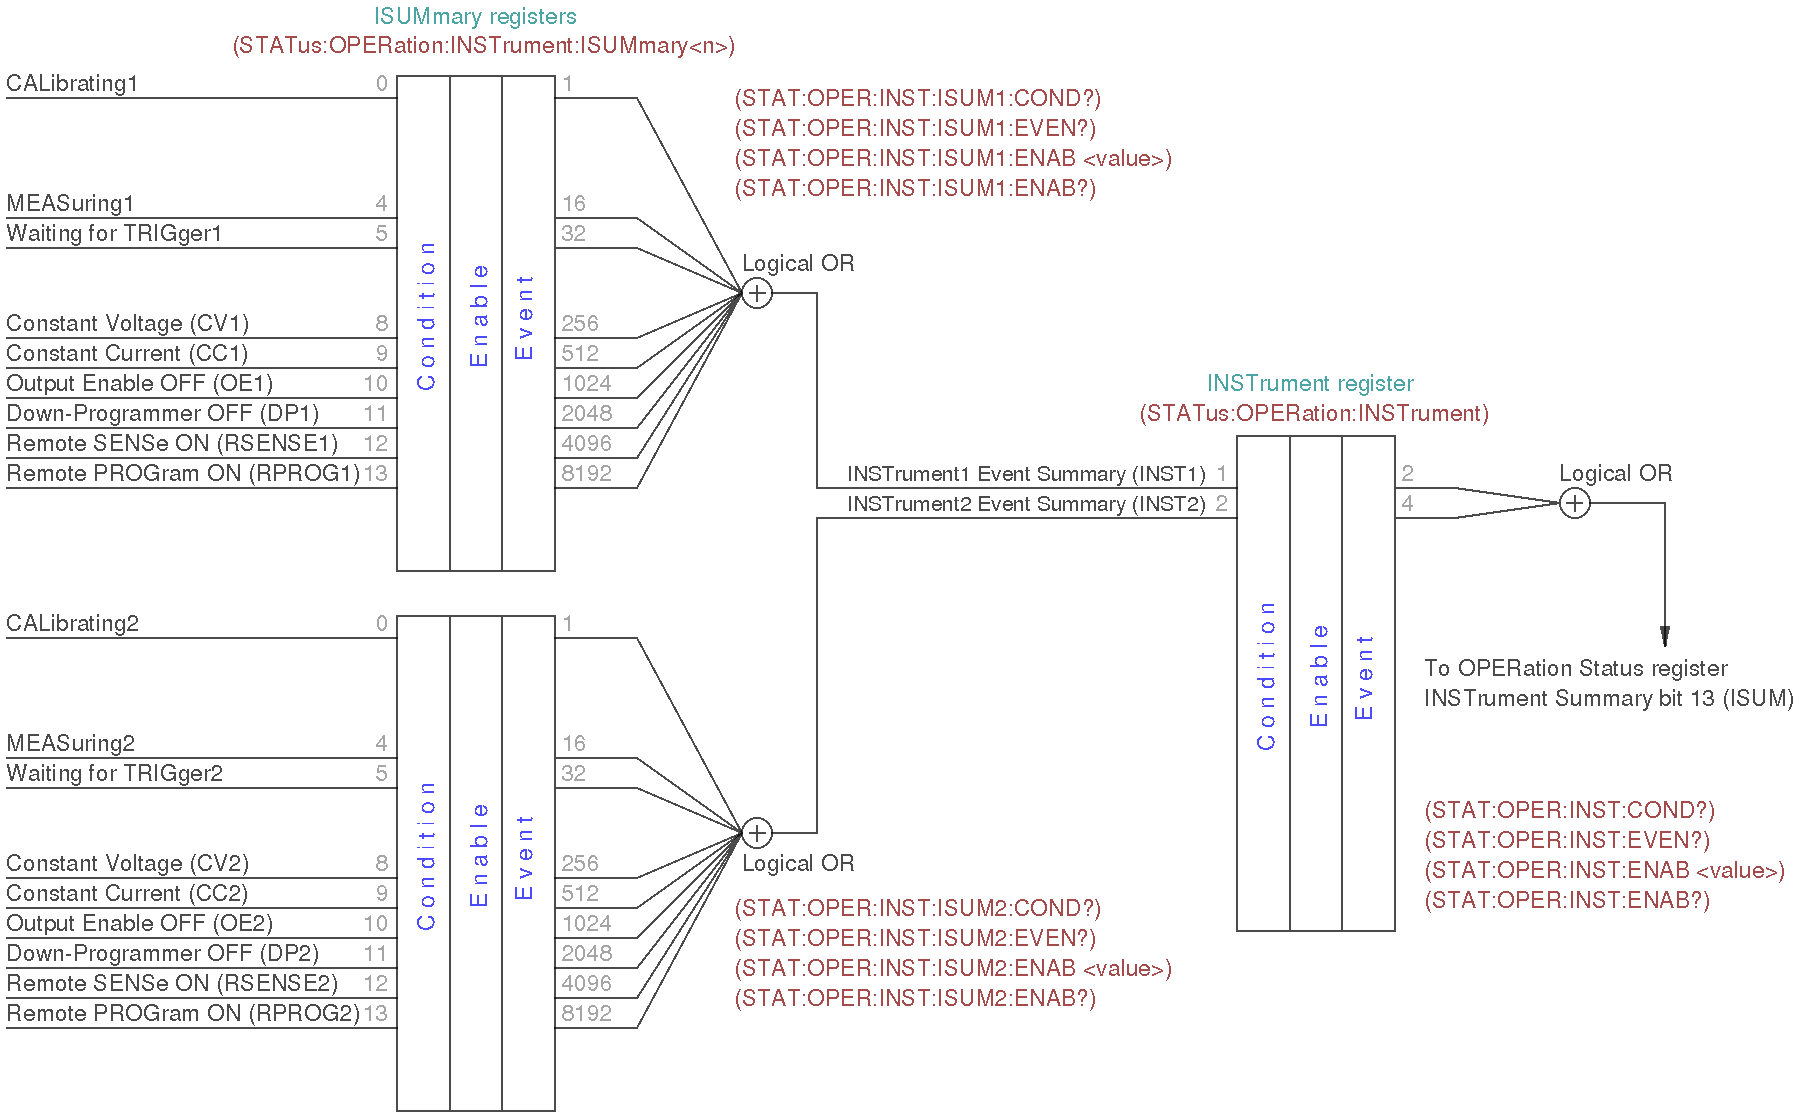 ISUMmary registers
(STATus:OPERation:INSTrument:ISUMmary<n>)
CALibrating1 0 1
(STAT:OPER:INST:ISUM1:COND?)
(STAT:OPER:INST:ISUM1:EVEN?)
(STAT:OPER:INST:ISUM1:ENAB <value>)
(STAT:OPER:INST:ISUM1:ENAB?)
MEASuring1 4 16
Waiting for TRIGger1 5 32
Condition
Enable
Event
Logical OR
Constant Voltage (CV1) 8 256
Constant Current (CC1) 9 512
Output Enable OFF (OE1) 10 1024
Down-Programmer OFF (DP1) 11 2048
Remote SENSe ON (RSENSE1) 12 4096
Remote PROGram ON (RPROG1) 13 8192
INSTrument register
(STATus:OPERation:INSTrument)
INSTrument1 Event Summary (INST1) 1 2
INSTrument2 Event Summary (INST2) 2 4
Logical OR
Condition
Enable
Event
To OPERation Status register
INSTrument Summary bit 13 (ISUM)
(STAT:OPER:INST:COND?)
(STAT:OPER:INST:EVEN?)
(STAT:OPER:INST:ENAB <value>)
(STAT:OPER:INST:ENAB?)
CALibrating2 0 1
MEASuring2 4 16
Waiting for TRIGger2 5 32
Condition
Enable
Event
Logical OR
Constant Voltage (CV2) 8 256
Constant Current (CC2) 9 512
Output Enable OFF (OE2) 10 1024
Down-Programmer OFF (DP2) 11 2048
Remote SENSe ON (RSENSE2) 12 4096
Remote PROGram ON (RPROG2) 13 8192
(STAT:OPER:INST:ISUM2:COND?)
(STAT:OPER:INST:ISUM2:EVEN?)
(STAT:OPER:INST:ISUM2:ENAB <value>)
(STAT:OPER:INST:ISUM2:ENAB?)